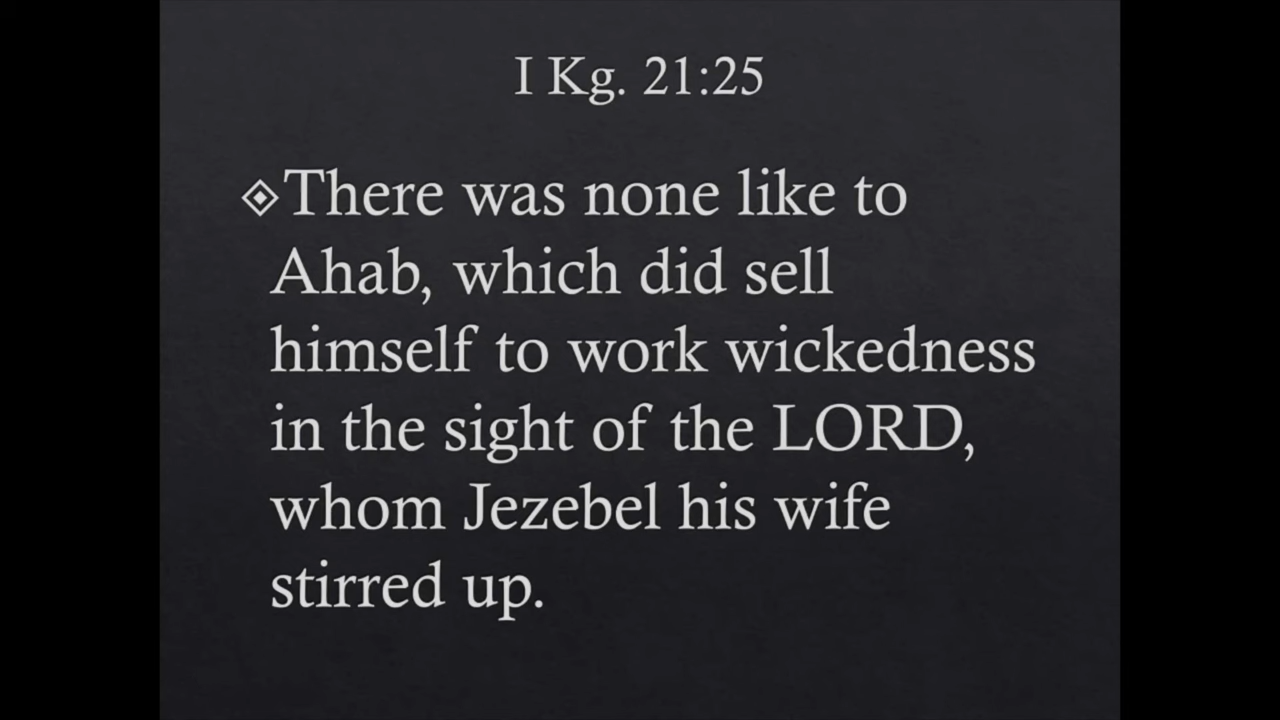 I Kg. 21:25
There was none like to
Ahab, which did sell
himself to work wickedness
in the sight of the LORD,
whom Jezebel his wife
stirred up.